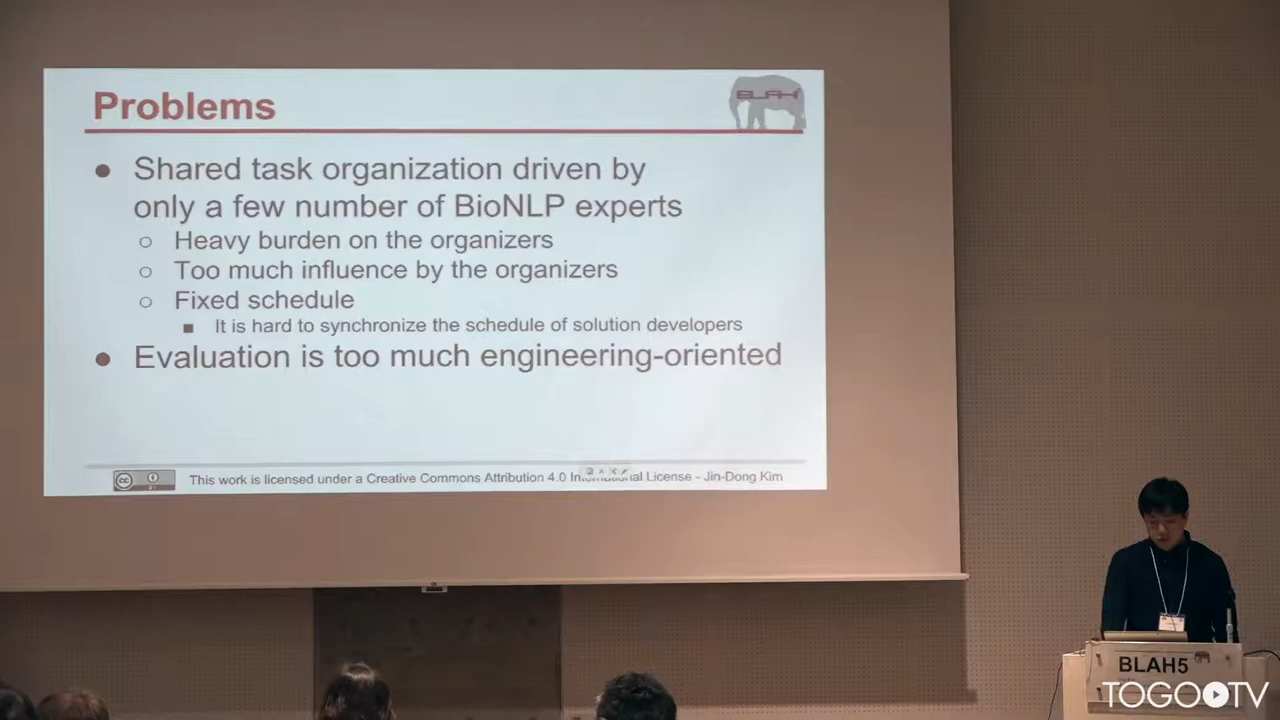 Problems
BLAH!
● Shared task organization driven by
only a few number of BioNLP experts
○ Heavy burden on the organizers
○ Too much influence by the organizers
○ Fixed schedule
■ It is hard to synchronize the schedule of solution developers
● Evaluation is too much engineering-oriented
cc
BY
This work is licensed under a Creative Commons Attribution 4.0 International License - Jin-Dong Kim
BLAH5
TOGOTV